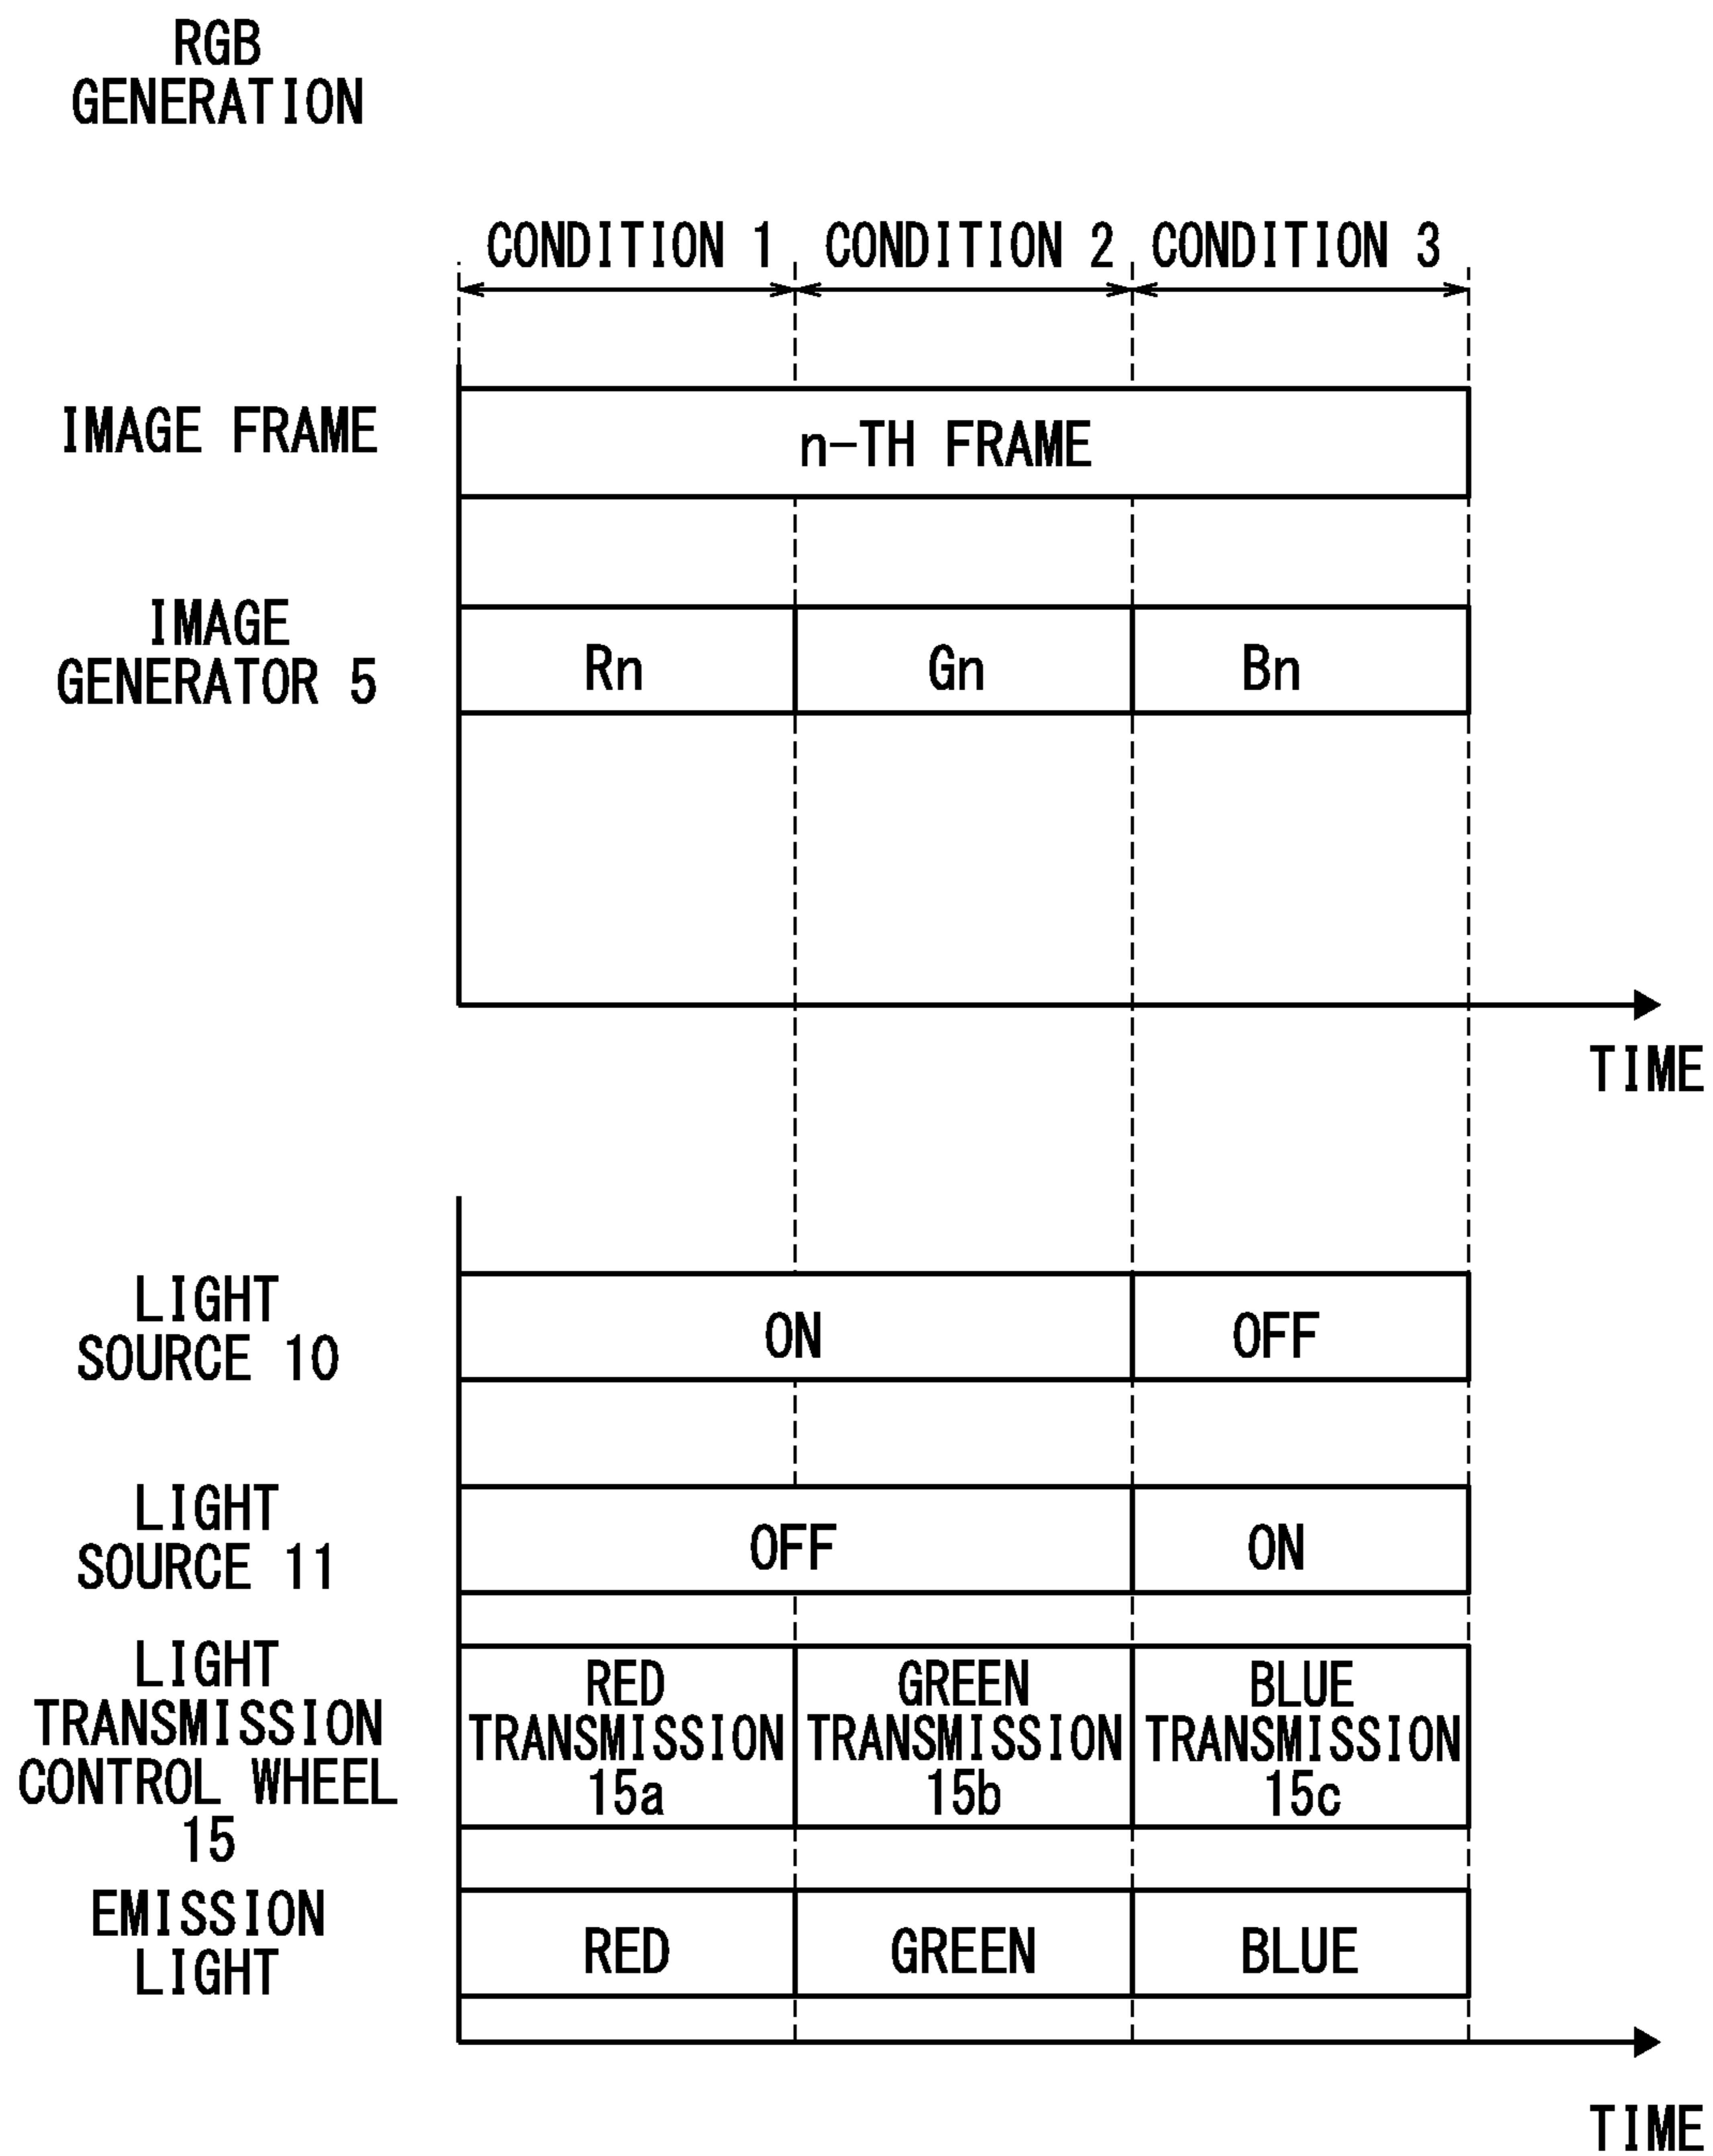 RGB
GENERATION
CONDITION 1 CONDITION 2 CONDITION 3
IMAGE FRAME
n-TH FRAME
IMAGE
GENERATOR 5
Rn Gn Bn
TIME
LIGHT
SOURCE 10
ON OFF
LIGHT
SOURCE 11
OFF ON
LIGHT
TRANSMISSION
CONTROL WHEEL
15
RED
TRANSMISSION
15a
GREEN
TRANSMISSION
15b
BLUE
TRANSMISSION
15c
EMISSION
LIGHT
RED GREEN BLUE
TIME